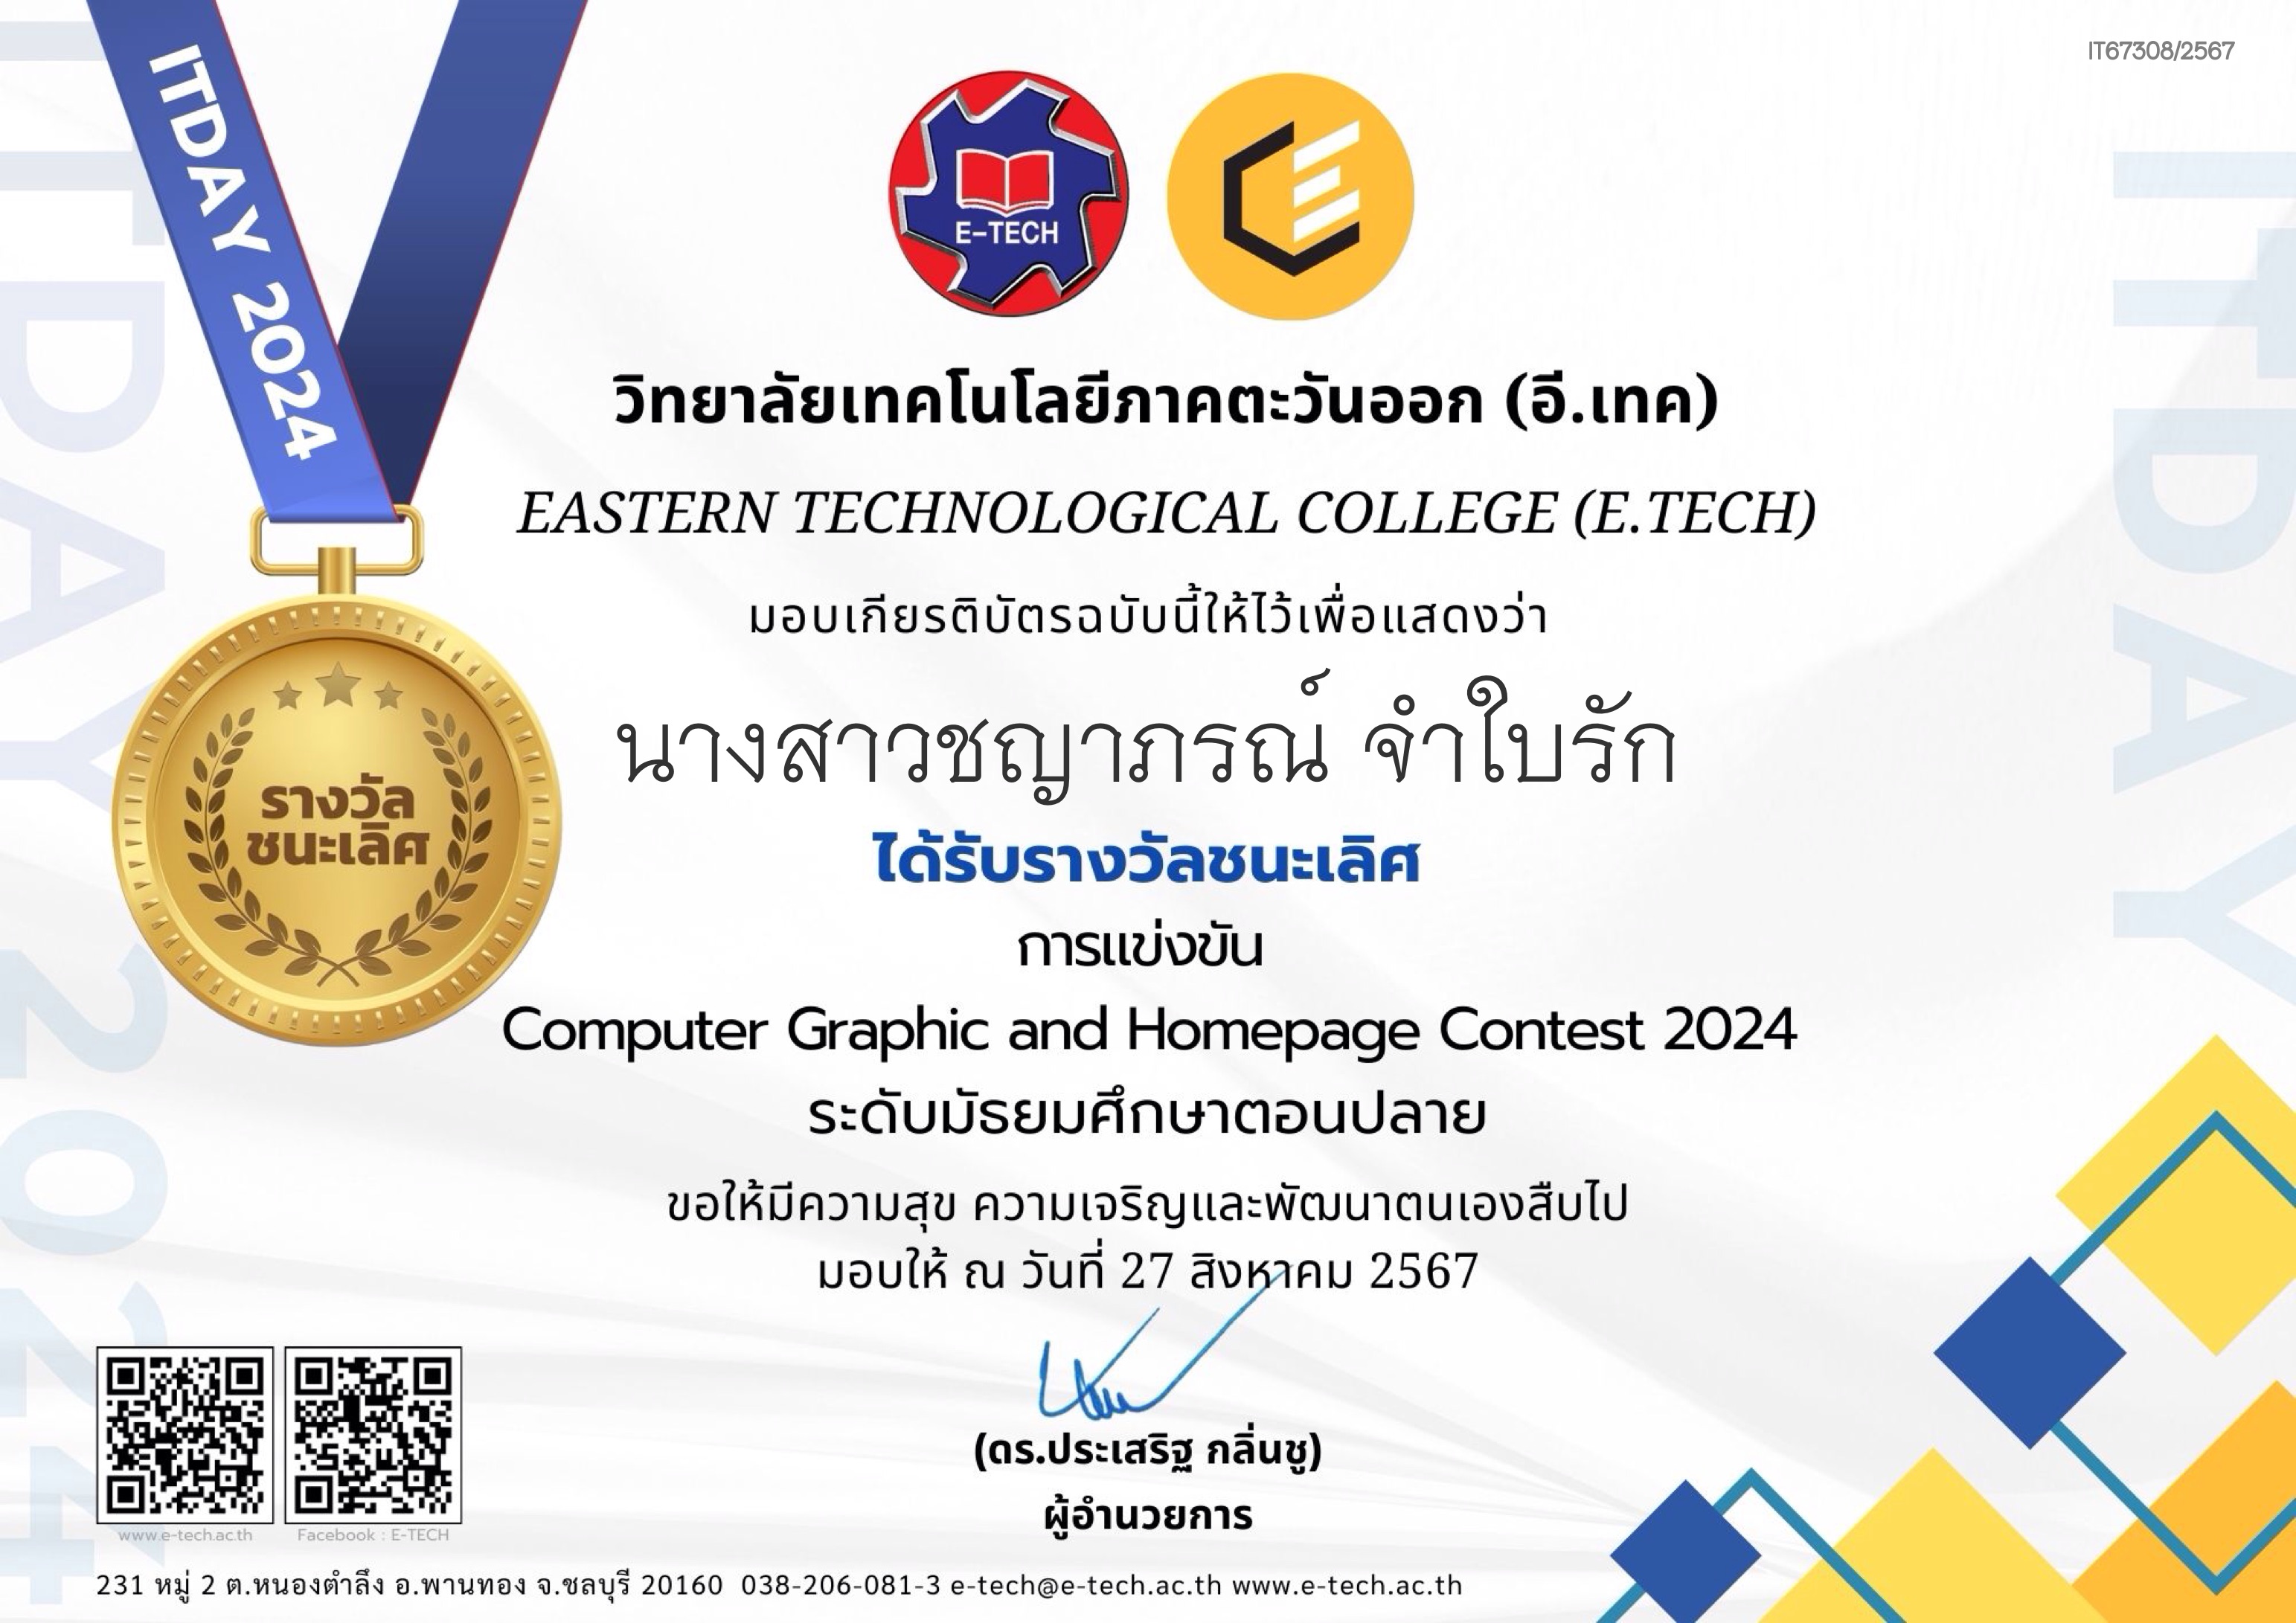 IT67308/2567
ITDAY 2024
E-TECH
วิทยาลัยเทคโนโลยีภาคตะวันออก (อี.เทค)
EASTERN TECHNOLOGICAL COLLEGE (E.TECH)
มอบเกียรติบัตรฉบับนี้ให้ไว้เพื่อแสดงว่า
นางสาวชญาภรณ์ จำใบรัก
รางวัล
ชนะเลิศ
ได้รับรางวัลชนะเลิศ
การแข่งขัน
Computer Graphic and Homepage Contest 2024
ระดับมัธยมศึกษาตอนปลาย
ขอให้มีความสุข ความเจริญและพัฒนาตนเองสืบไป
มอบให้ ณ วันที่ 27 สิงหาคม 2567
(ดร.ประเสริฐ กลิ่นชู)
ผู้อำนวยการ
www.e-tech.ac.th
Facebook : E-TECH
231 หมู่ 2 ต.หนองตำลึง อ.พานทอง จ.ชลบุรี 20160 038-206-081-3 e-tech@e-tech.ac.th www.e-tech.ac.th
ITDAY 2024
ITDAY